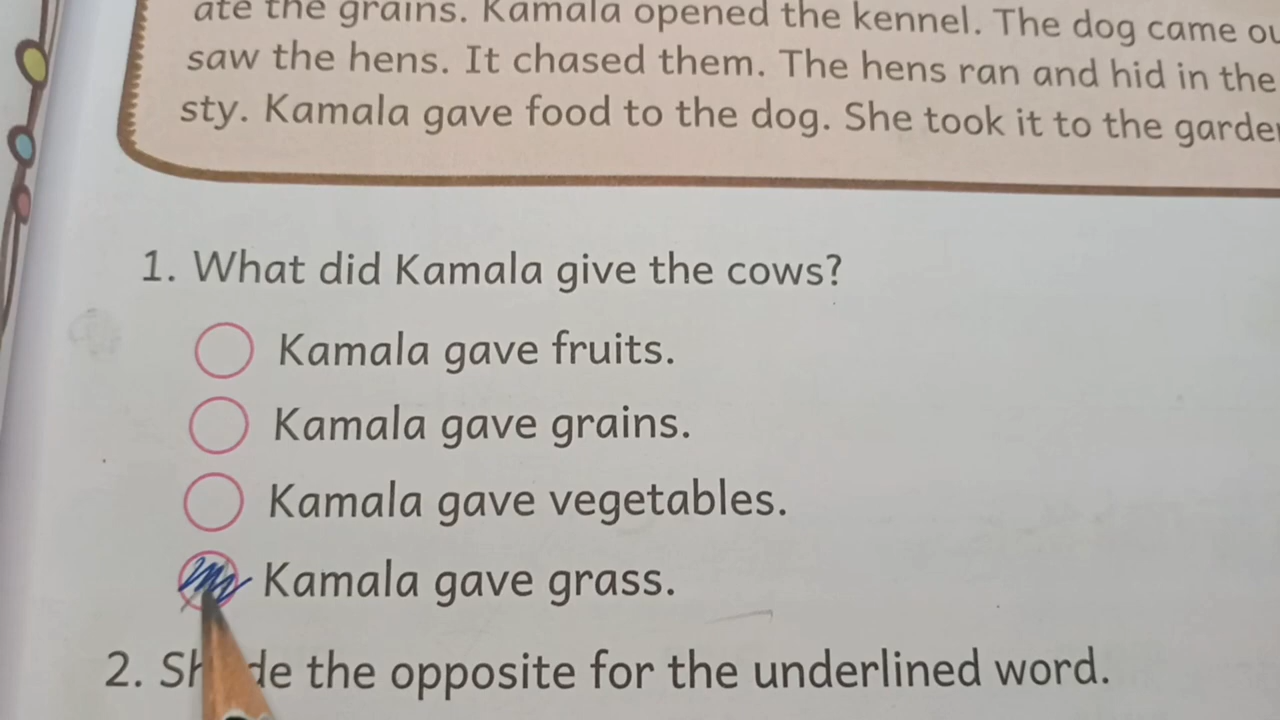 ate the grains. Kamala opened the kennel. The dog came
saw the hens. It chased them. The hens ran and hid in the
sty. Kamala gave food to the dog. She took it to the
1. What did Kamala give the cows?
Kamala gave fruits.
Kamala gave grains.
Kamala gave vegetables.
Kamala gave grass.
2. the opposite for the underlined word.